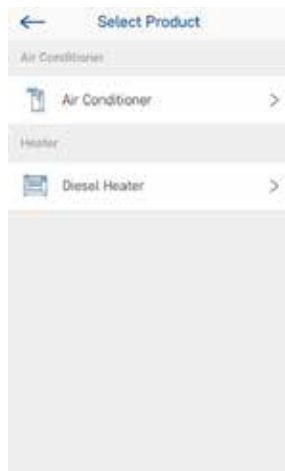 Select Product
Air Conditioner
Air Conditioner
Heater
Diesel Heater